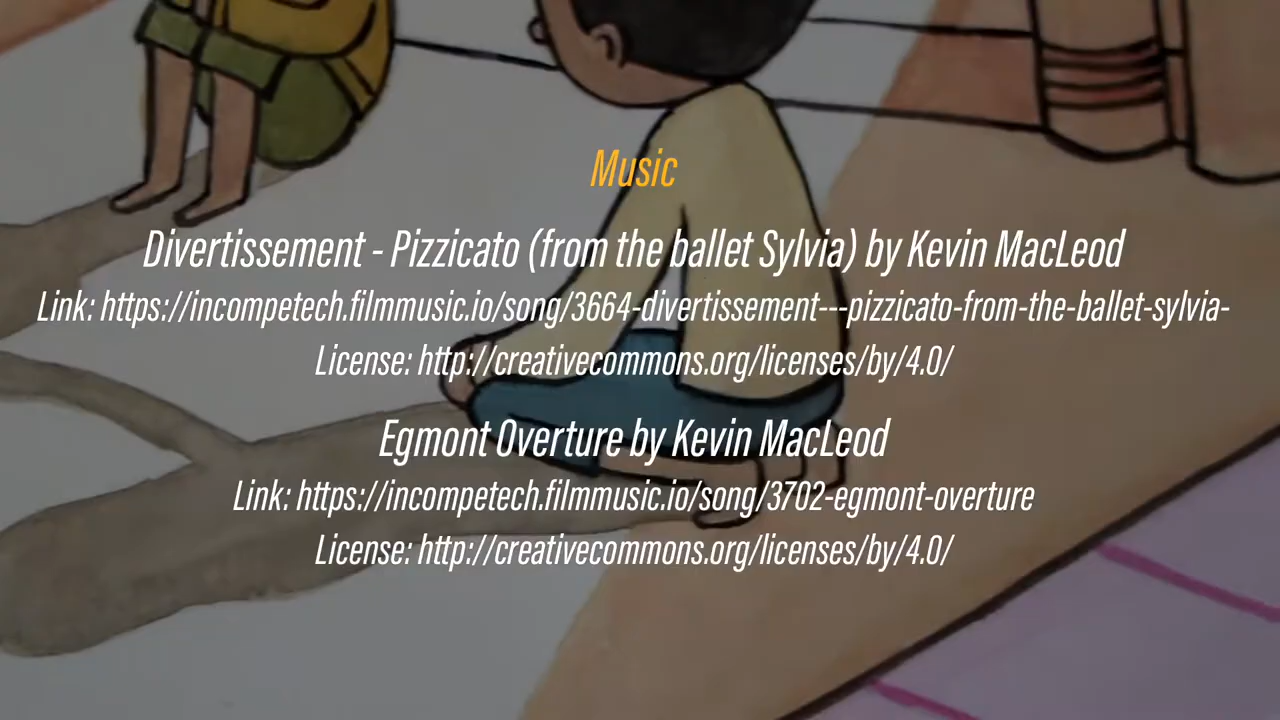 Music
Divertissement - Pizzicato (from the ballet Sylvia) by Kevin MacLeod
Link: https://incompetech.filmmusic.io/song/3664-divertissement---pizzicato-from-the-ballet-sylvia-
License: http://creativecommons.org/licenses/by/4.0/
Egmont Overture by Kevin MacLeod
Link: https://incompetech.filmmusic.io/song/3702-egmont-overture
License: http://creativecommons.org/licenses/by/4.0/